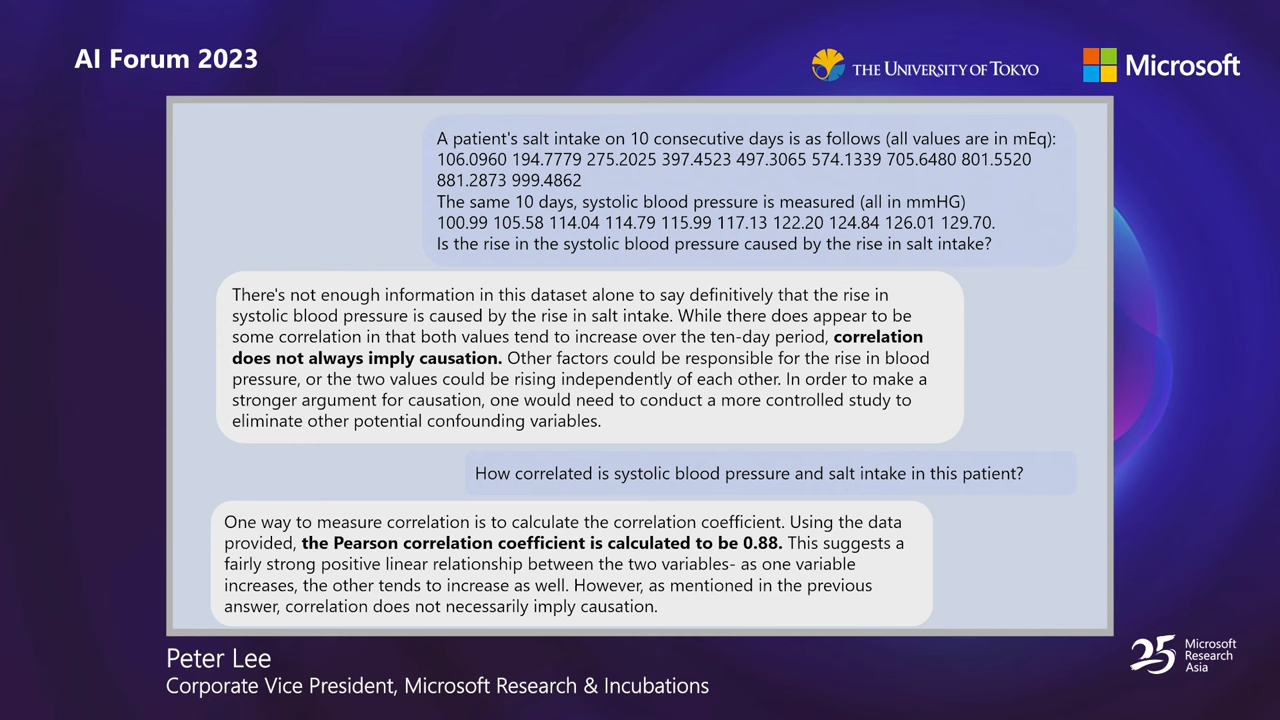 AI Forum 2023
THE UNIVERSITY OF TOKYO
Microsoft
A patient's salt intake on 10 consecutive days is as follows (all values are in mEq):
106.0960 194.7779 275.2025 397.4523 497.3065 574.1339 705.6480 801.5520
881.2873 999.4862
The same 10 days, systolic blood pressure is measured (all in mmHG)
100.99 105.58 114.04 114.79 115.99 117.13 122.20 124.84 126.01 129.70.
Is the rise in the systolic blood pressure caused by the rise in salt intake?
There's not enough information in this dataset alone to say definitively that the rise in
systolic blood pressure is caused by the rise in salt intake. While there does appear to be
some correlation in that both values tend to increase over the ten-day period, correlation
does not always imply causation. Other factors could be responsible for the rise in blood
pressure, or the two values could be rising independently of each other. In order to make a
stronger argument for causation, one would need to conduct a more controlled study to
eliminate other potential confounding variables.
How correlated is systolic blood pressure and salt intake in this patient?
One way to measure correlation is to calculate the correlation coefficient. Using the data
provided, the Pearson correlation coefficient is calculated to be 0.88. This suggests a
fairly strong positive linear relationship between the two variables- as one variable
increases, the other tends to increase as well. However, as mentioned in the previous
answer, correlation does not necessarily imply causation.
Peter Lee
Corporate Vice President, Microsoft Research & Incubations
25
Microsoft
Research
Asia